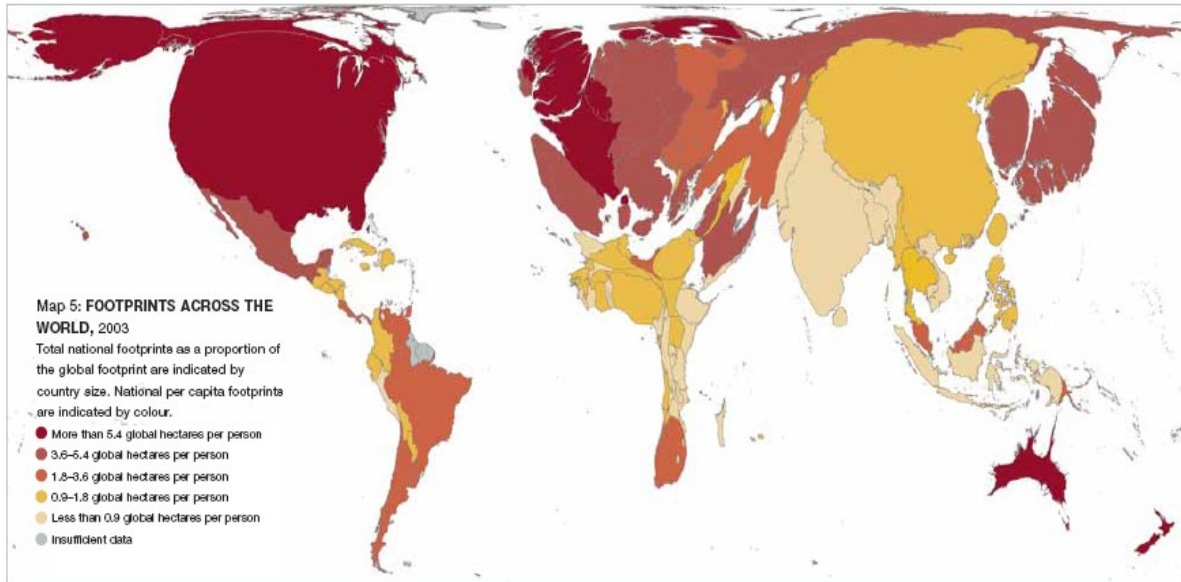 Map 5: FOOTPRINTS ACROSS THE
WORLD, 2003
Total national footprints as a proportion of
the global footprint are indicated by
country size. National per capita footprints
are indicated by colour.
More than 5.4 global hectares per person
3.6–5.4 global hectares per person
1.8–3.6 global hectares per person
0.9–1.8 global hectares per person
Less than 0.9 global hectares per person
Insufficient data